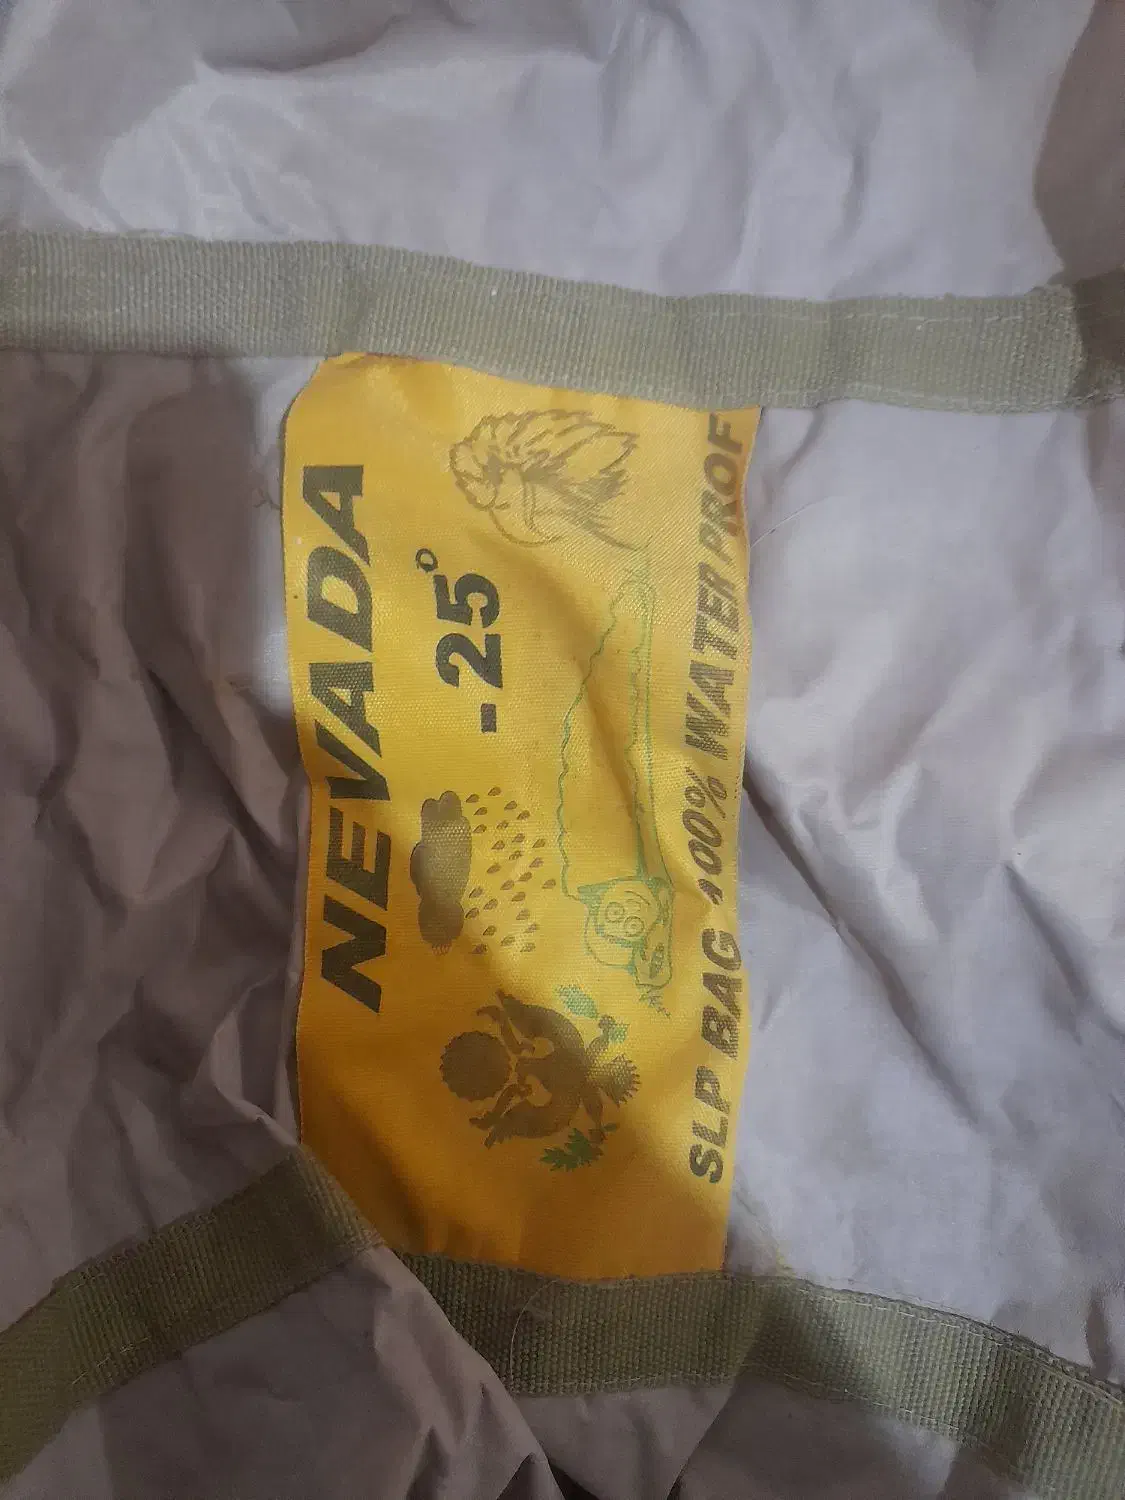 NEVADA
-25°
SLP BAG 100% WATER PROF